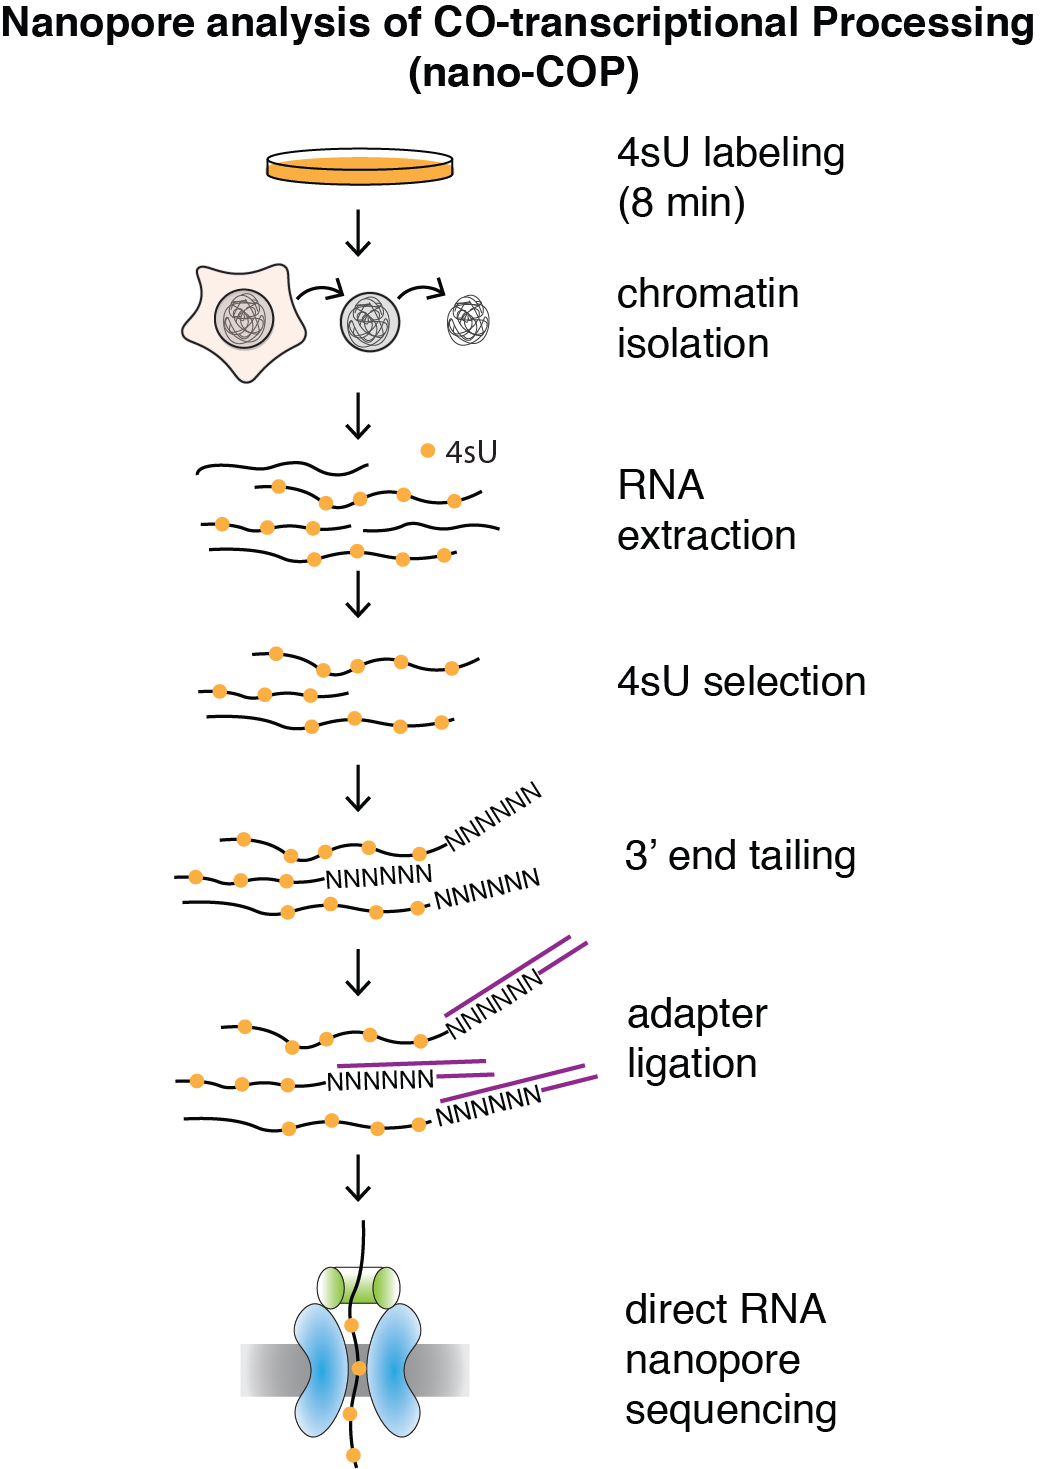 Nanopore analysis of CO-transcriptional Processing
(nano-COP)
4sU labeling
(8 min)
chromatin
isolation
4sU
RNA
extraction
4sU selection
NNNNNN
3’ end tailing
NNNNNN
NNNNNN
NNNNNN
adapter
ligation
NNNNNN
NNNNNN
direct RNA
nanopore
sequencing